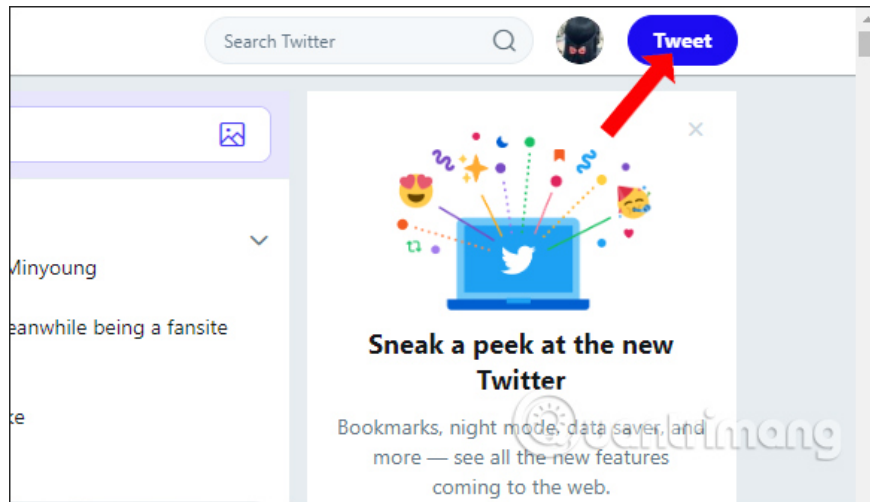 Search Twitter
Tweet
Minyoung
eanwhile being a fansite
ke
Sneak a peek at the new
Twitter
Bookmarks, night mode, data saver, and
more — see all the new features
coming to the web.
uantrimang